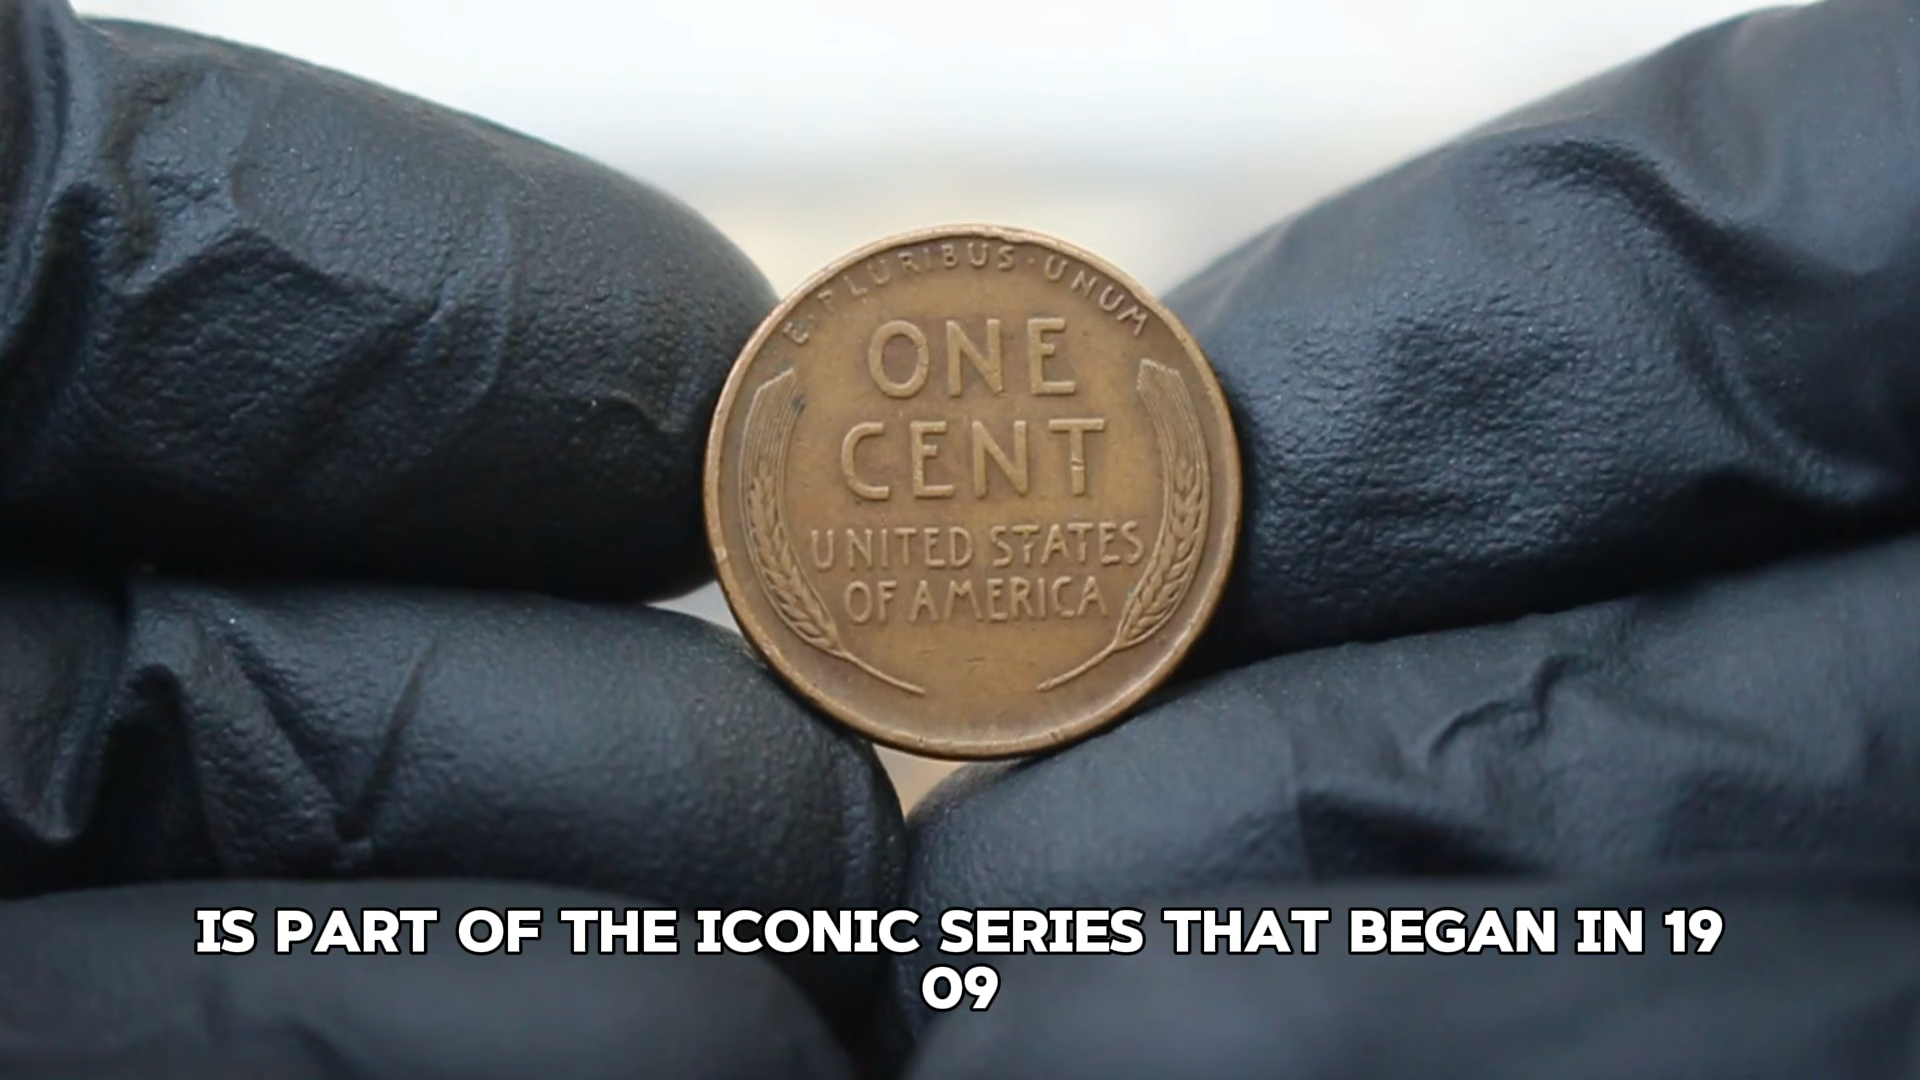 E·PLURIBUS·UNUM
ONE
CENT
UNITED STATES
OF AMERICA
IS PART OF THE ICONIC SERIES THAT BEGAN IN 19
09